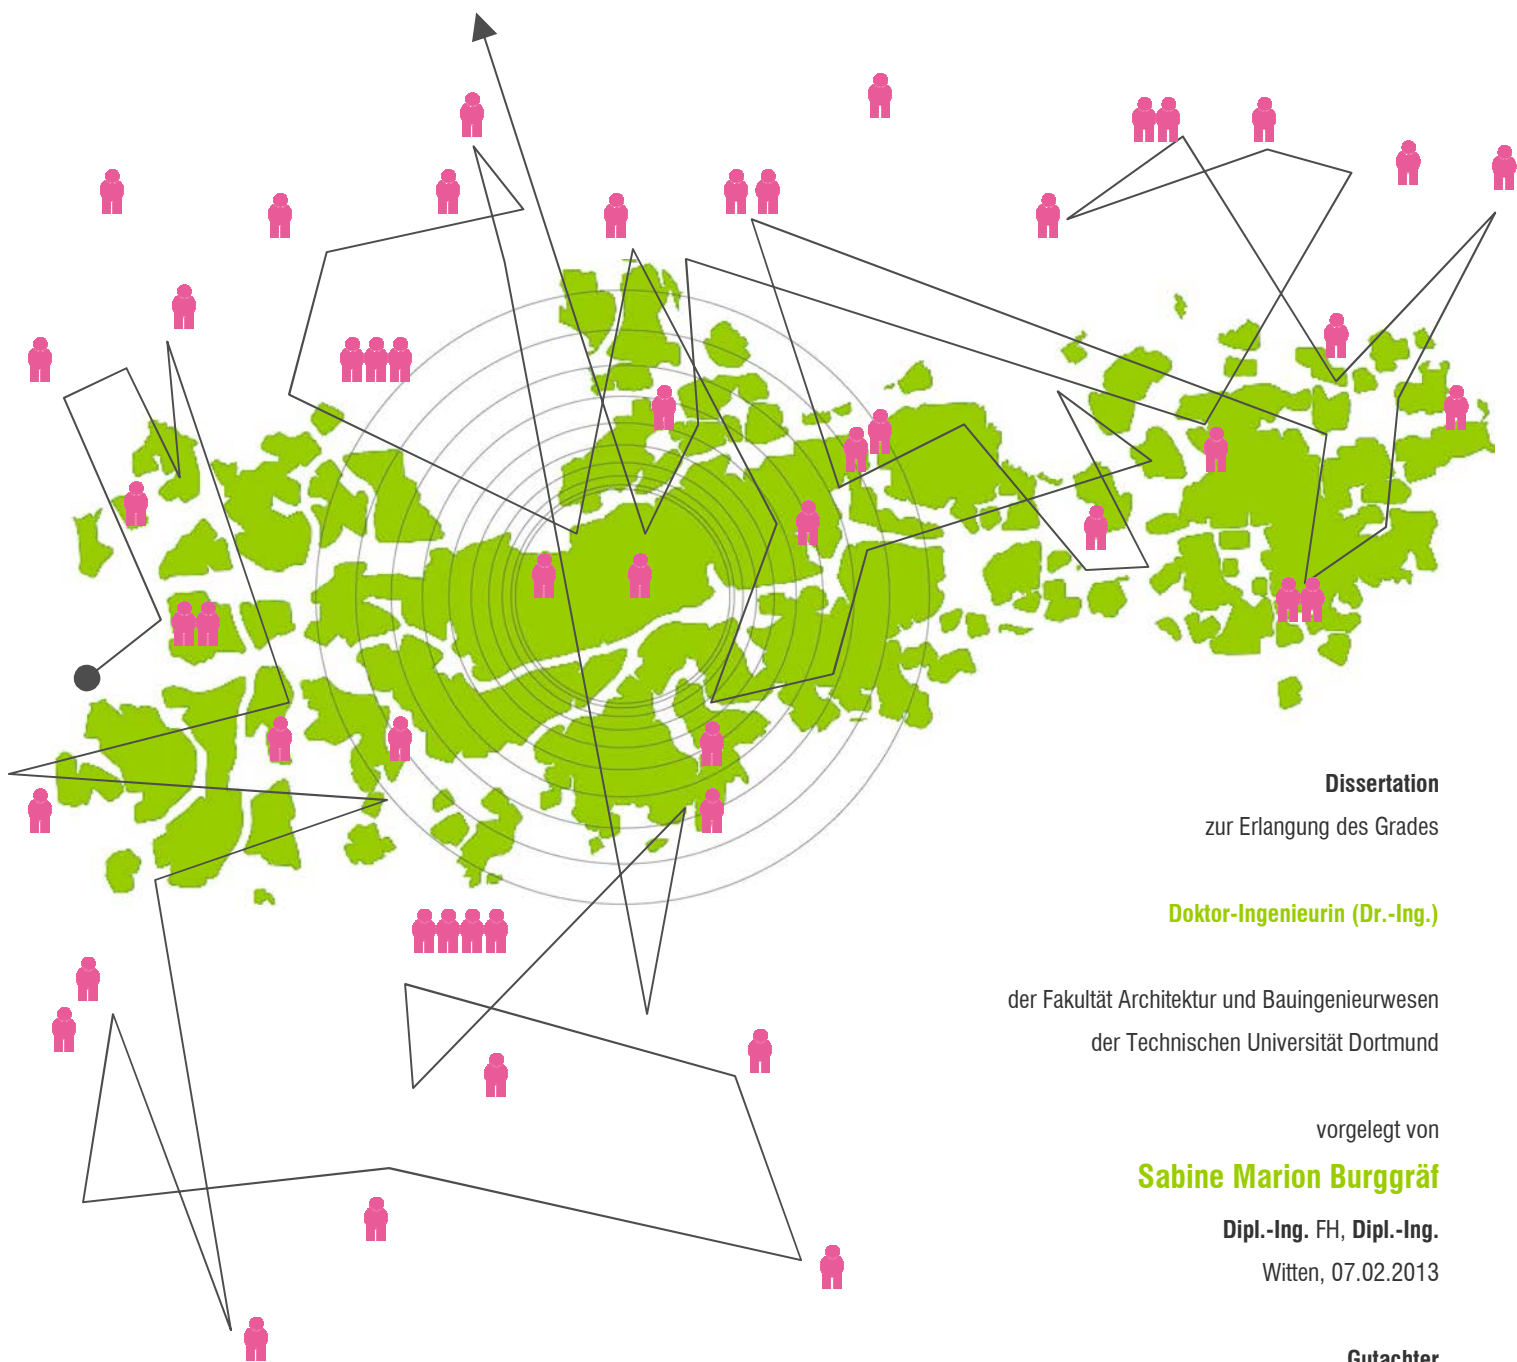 Dissertation
zur Erlangung des Grades
Doktor-Ingenieurin (Dr.-Ing.)
der Fakultät Architektur und Bauingenieurwesen
der Technischen Universität Dortmund
vorgelegt von
Sabine Marion Burggräf
Dipl.-Ing. FH, Dipl.-Ing.
Witten, 07.02.2013
Gutachter